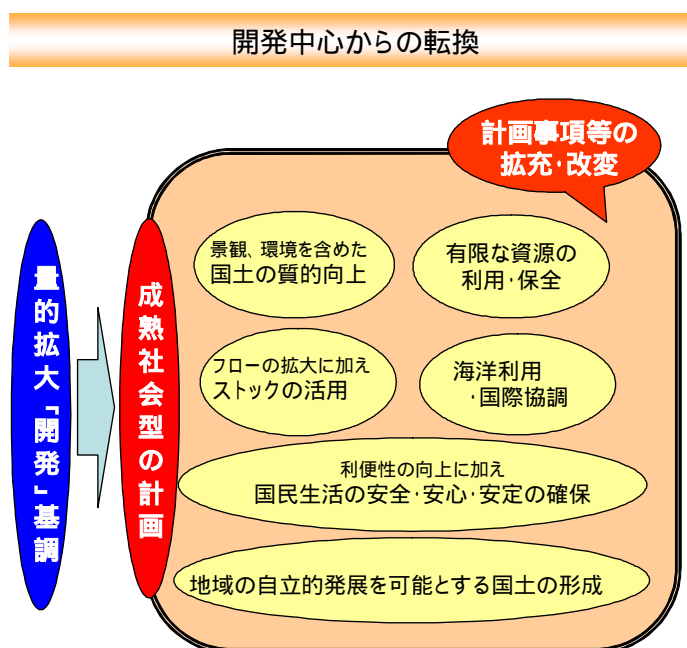 開発中心からの転換
計画事項等の
拡充･改変
量的拡大「開発」基調
成熟社会型の計画
景観、環境を含めた
国土の質的向上
有限な資源の
利用･保全
フローの拡大に加え
ストックの活用
海洋利用
･国際協調
利便性の向上に加え
国民生活の安全･安心･安定の確保
地域の自立的発展を可能とする国土の形成